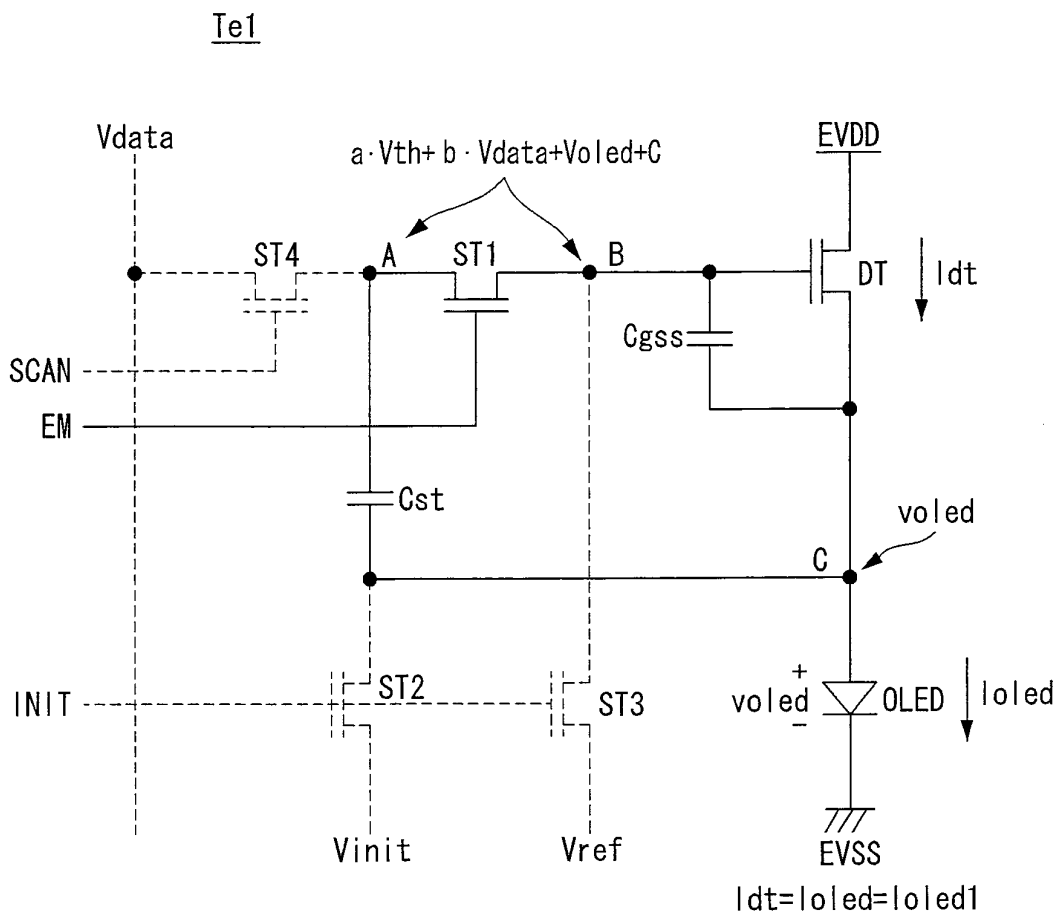 Te1
Vdata
a·Vth+b·Vdata+Voled+C
EVDD
ST4
A
ST1
B
DT
Idt
Cgss
SCAN
EM
Cst
voled
C
INIT
ST2
ST3
+
voled
−
OLED
Ioled
Vinit
Vref
EVSS
Idt=Ioled=Ioled1